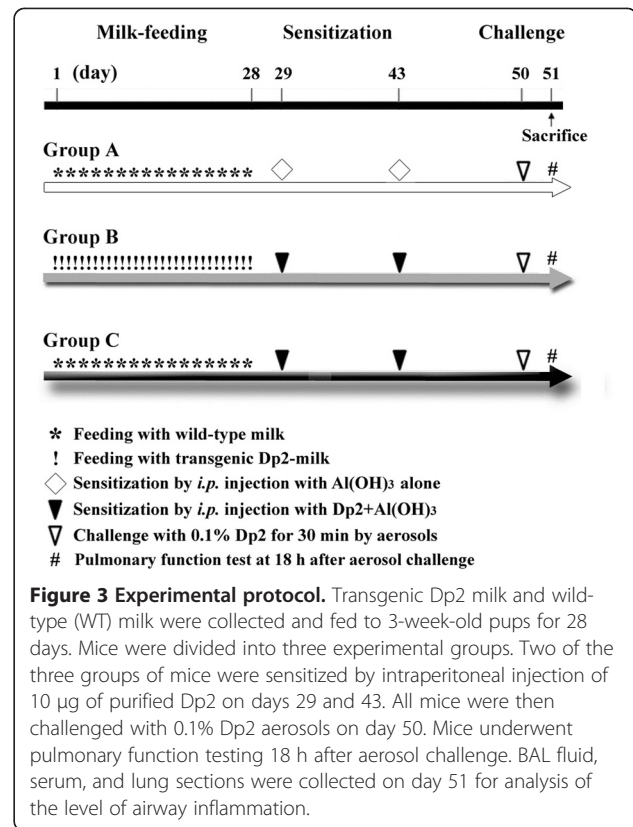 Milk-feeding Sensitization Challenge
1 (day) 28 29 43 50 51
Sacrifice
Group A
**************** #
Group B
!!!!!!!!!!!!!!!!!!!!!!!!!!!!!! #
Group C
**************** #
* Feeding with wild-type milk
! Feeding with transgenic Dp2-milk
◇ Sensitization by i.p. injection with Al(OH)₃ alone
▼ Sensitization by i.p. injection with Dp2+Al(OH)₃
▽ Challenge with 0.1% Dp2 for 30 min by aerosols
# Pulmonary function test at 18 h after aerosol challenge
Figure 3 Experimental protocol. Transgenic Dp2 milk and wild-
type (WT) milk were collected and fed to 3-week-old pups for 28
days. Mice were divided into three experimental groups. Two of the
three groups of mice were sensitized by intraperitoneal injection of
10 μg of purified Dp2 on days 29 and 43. All mice were then
challenged with 0.1% Dp2 aerosols on day 50. Mice underwent
pulmonary function testing 18 h after aerosol challenge. BAL fluid,
serum, and lung sections were collected on day 51 for analysis of
the level of airway inflammation.